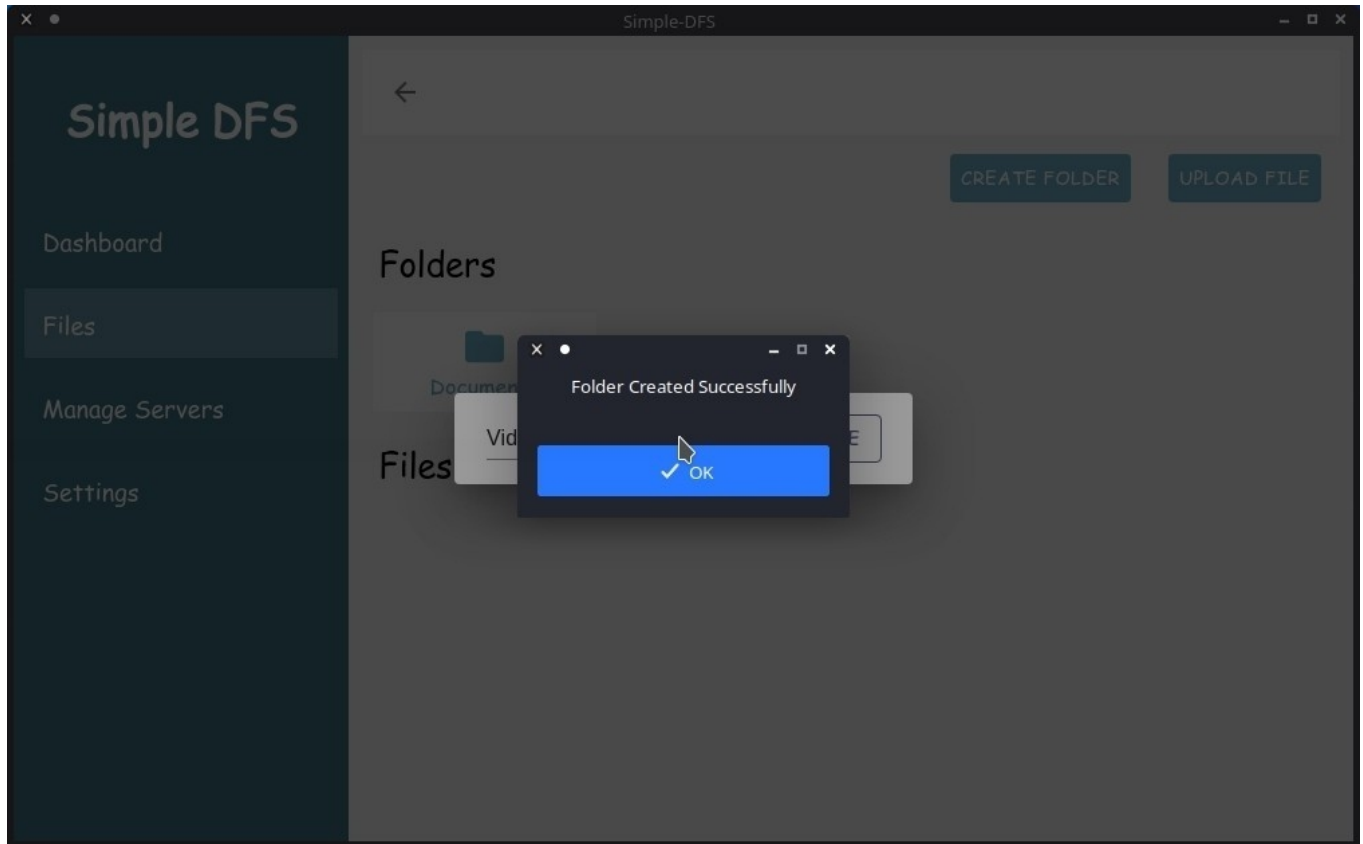 Simple-DFS
Simple DFS
CREATE FOLDER
UPLOAD FILE
Dashboard
Folders
Files
Folder Created Successfully
Manage Servers
Files
OK
Settings